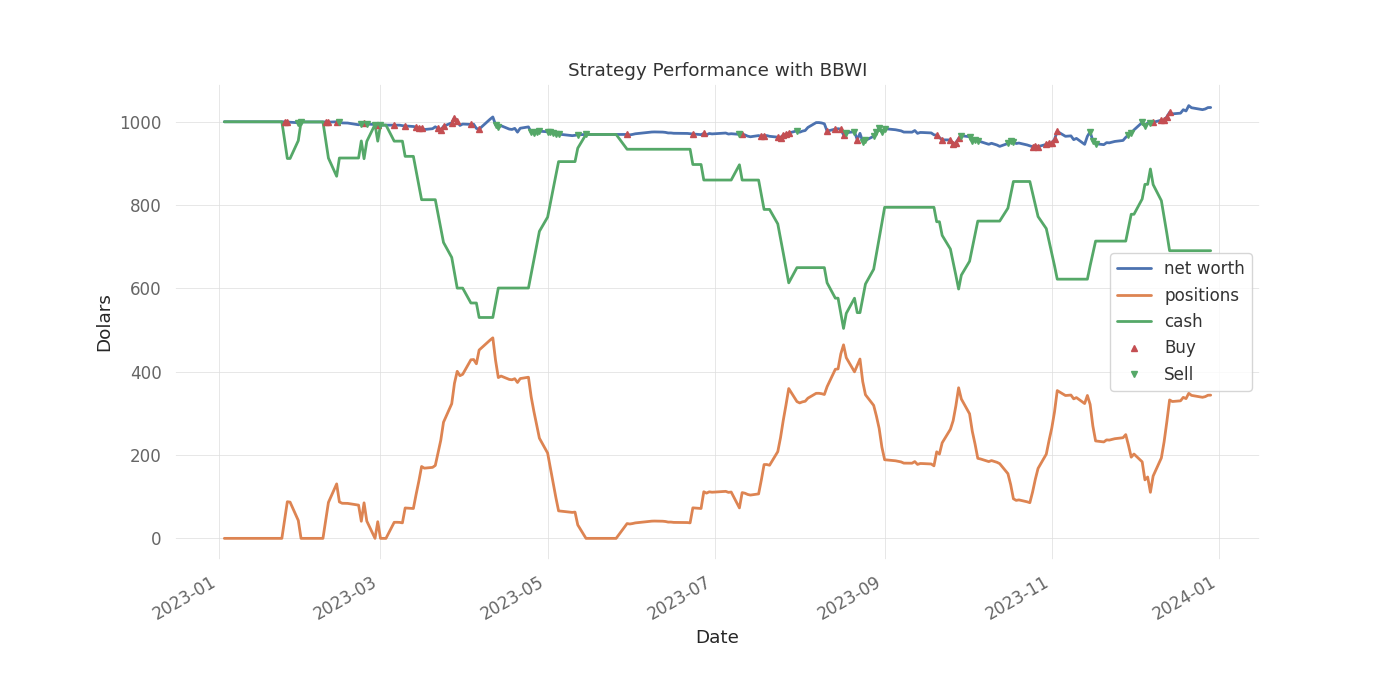 Strategy Performance with BBWI
Dolars
1000
800
600
400
200
0
net worth
positions
cash
Buy
Sell
2023-01
2023-03
2023-05
2023-07
2023-09
2023-11
2024-01
Date